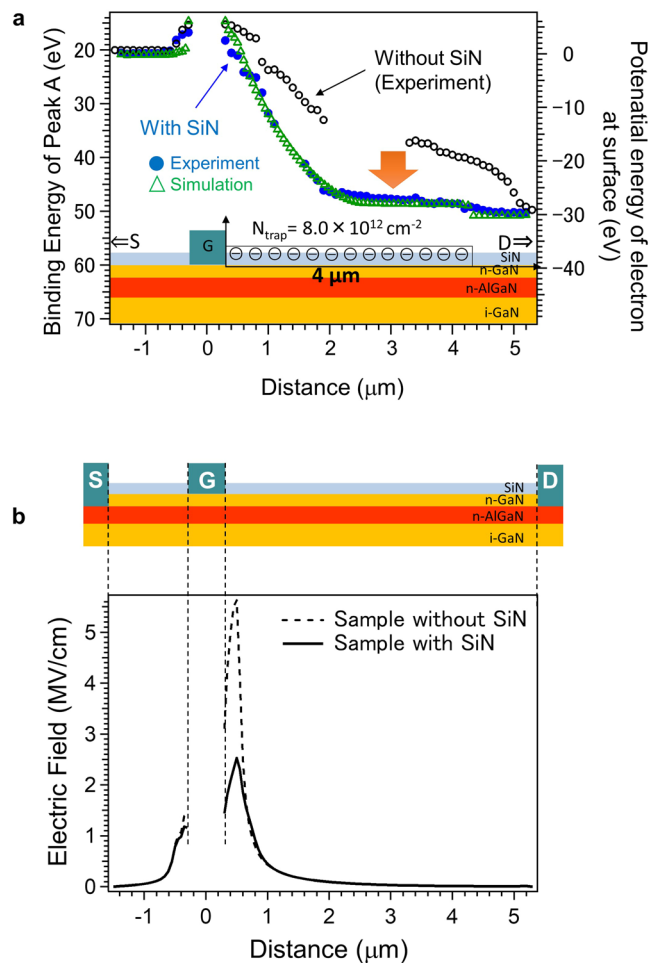 a
Binding Energy of Peak A (eV)
20
30
40
50
60
70
Without SiN
(Experiment)
With SiN
Experiment
Simulation
⇐S
G
N_trap = 8.0 × 10^12 cm^-2
D⇒
⊖ ⊖ ⊖ ⊖ ⊖ ⊖ ⊖ ⊖ ⊖ ⊖ ⊖ ⊖ ⊖
4 μm
SiN
n-GaN
n-AlGaN
i-GaN
0
−10
−20
−30
−40
Potenatial energy of electron
at surface (eV)
-1 0 1 2 3 4 5
Distance (μm)
b
S G D
SiN
n-GaN
n-AlGaN
i-GaN
Electric Field (MV/cm)
5
4
3
2
1
0
Sample without SiN
Sample with SiN
-1 0 1 2 3 4 5
Distance (μm)